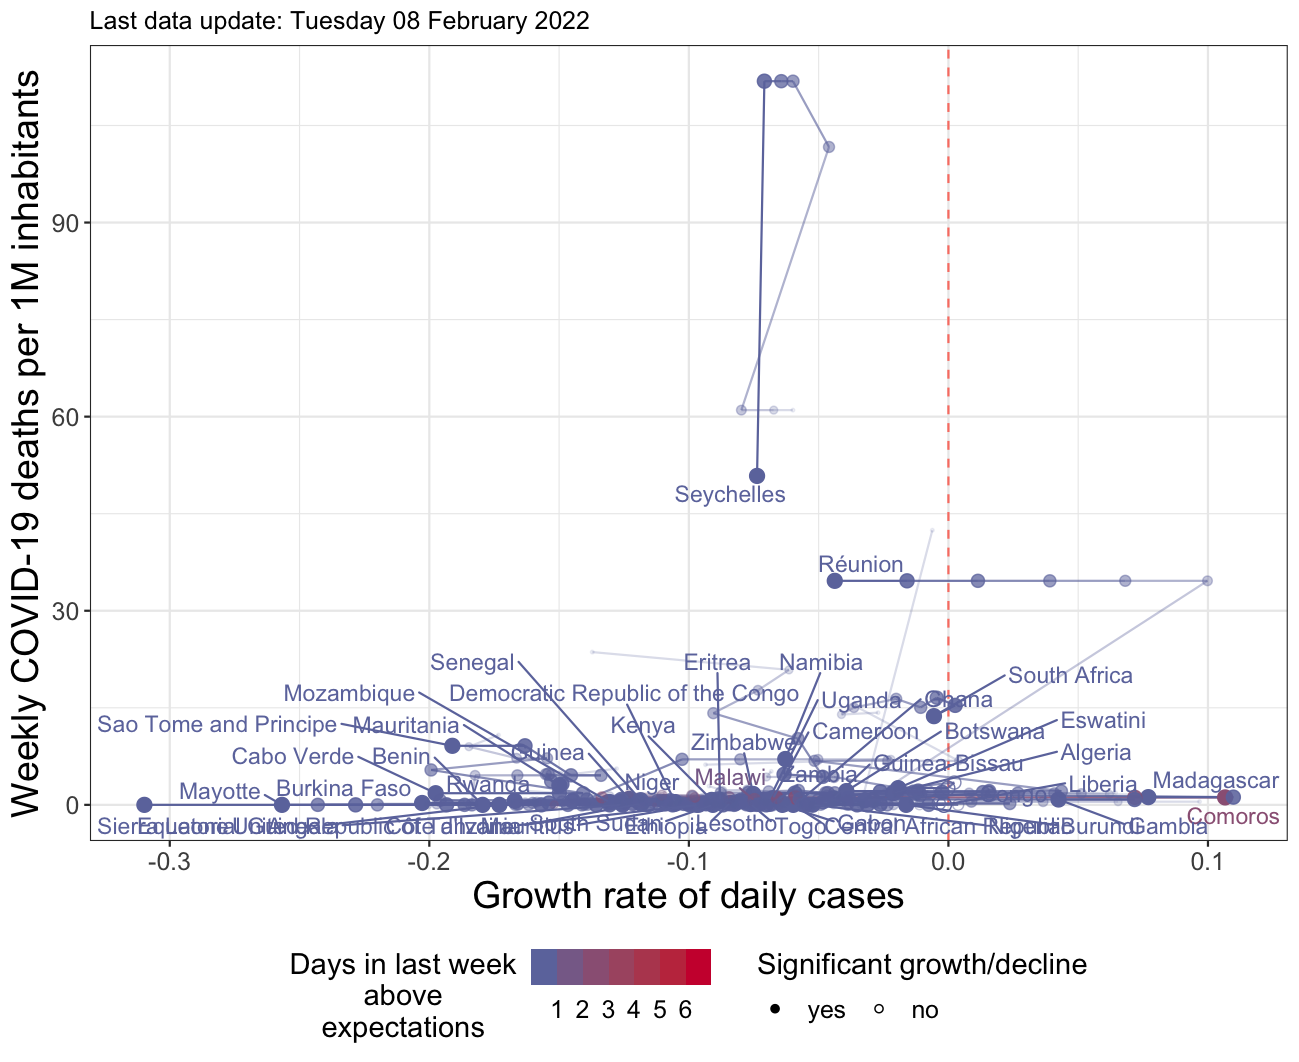 Last data update: Tuesday 08 February 2022
Weekly COVID-19 deaths per 1M inhabitants
90
60
30
0
Seychelles
Réunion
Senegal
Eritrea
Namibia
South Africa
Mozambique
Democratic Republic of the Congo
Uganda
Ghana
Sao Tome and Principe
Mauritania
Kenya
Cameroon
Botswana
Eswatini
Cabo Verde
Benin
Guinea
Zimbabwe
Guinea-Bissau
Algeria
Mayotte
Burkina Faso
Rwanda
Niger
Malawi
Zambia
Liberia
Madagascar
Comoros
South Sudan
Ethiopia
Lesotho
Togo
Gabon
Burundi
Gambia
-0.3
-0.2
-0.1
0.0
0.1
Growth rate of daily cases
Days in last week
above
expectations
1 2 3 4 5 6
Significant growth/decline
yes
no